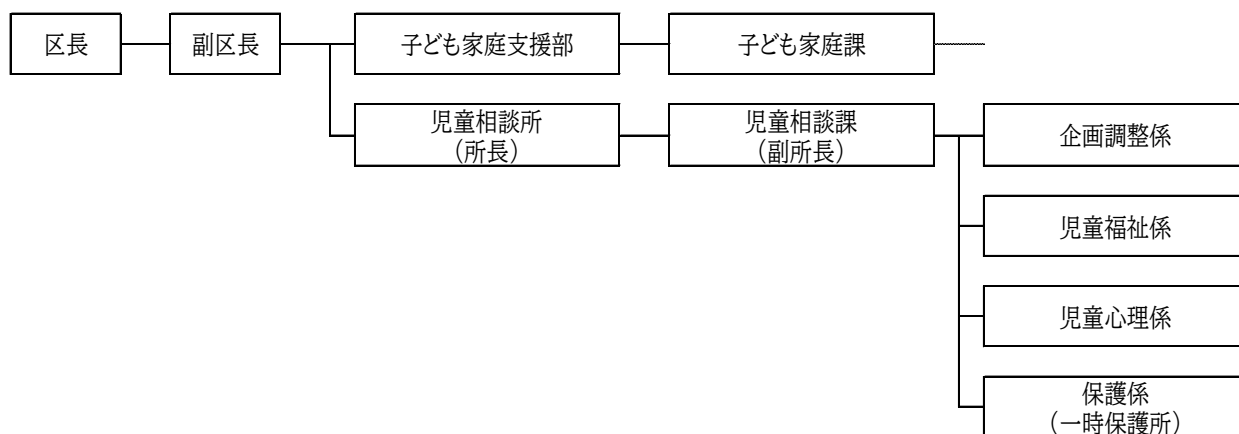 区長
副区長
子ども家庭支援部
子ども家庭課
児童相談所
（所長）
児童相談課
（副所長）
企画調整係
児童福祉係
児童心理係
保護係
（一時保護所）